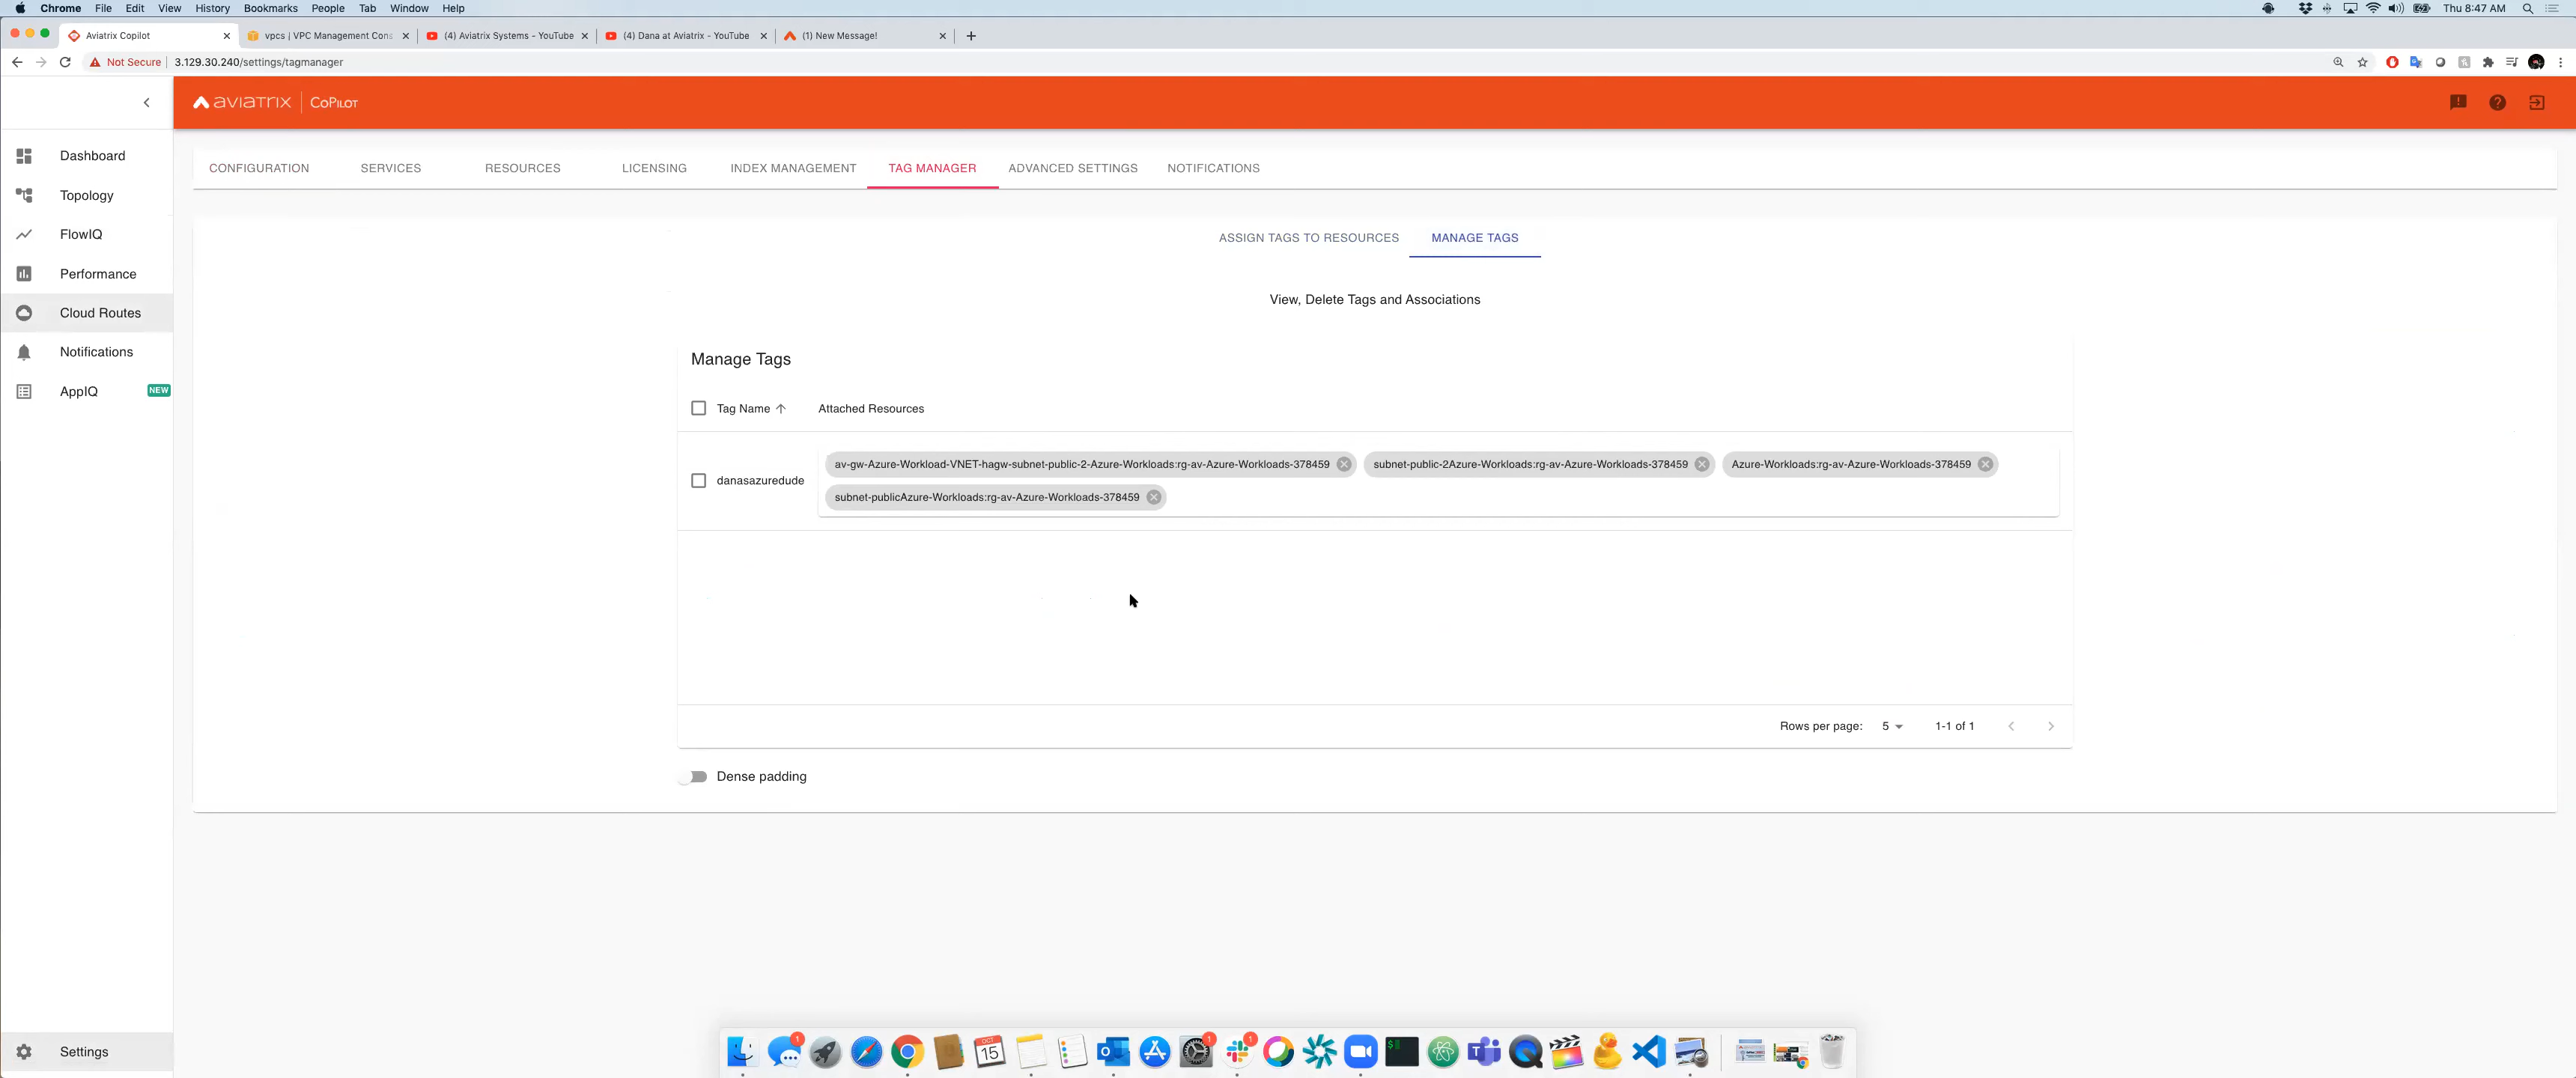 Chrome File Edit View History Bookmarks People Tab Window Help Thu 8:47 AM
Aviatrix Copilot vpcs | VPC Management Cons (4) Aviatrix Systems - YouTube (4) Dana at Aviatrix - YouTube (1) New Message!
Not Secure 3.129.30.240/settings/tagmanager
aviatrix CoPilot
Dashboard
Topology
FlowIQ
Performance
Cloud Routes
Notifications
AppIQ NEW
Settings
CONFIGURATION SERVICES RESOURCES LICENSING INDEX MANAGEMENT TAG MANAGER ADVANCED SETTINGS NOTIFICATIONS
ASSIGN TAGS TO RESOURCES MANAGE TAGS
View, Delete Tags and Associations
Manage Tags
Tag Name Attached Resources
danasazuredude
av-gw-Azure-Workload-VNET-hagw-subnet-public-2-Azure-Workloads:rg-av-Azure-Workloads-378459 subnet-public-2Azure-Workloads:rg-av-Azure-Workloads-378459 Azure-Workloads:rg-av-Azure-Workloads-378459
subnet-publicAzure-Workloads:rg-av-Azure-Workloads-378459
Rows per page: 5 1-1 of 1
Dense padding
1 OCT 15 1 1